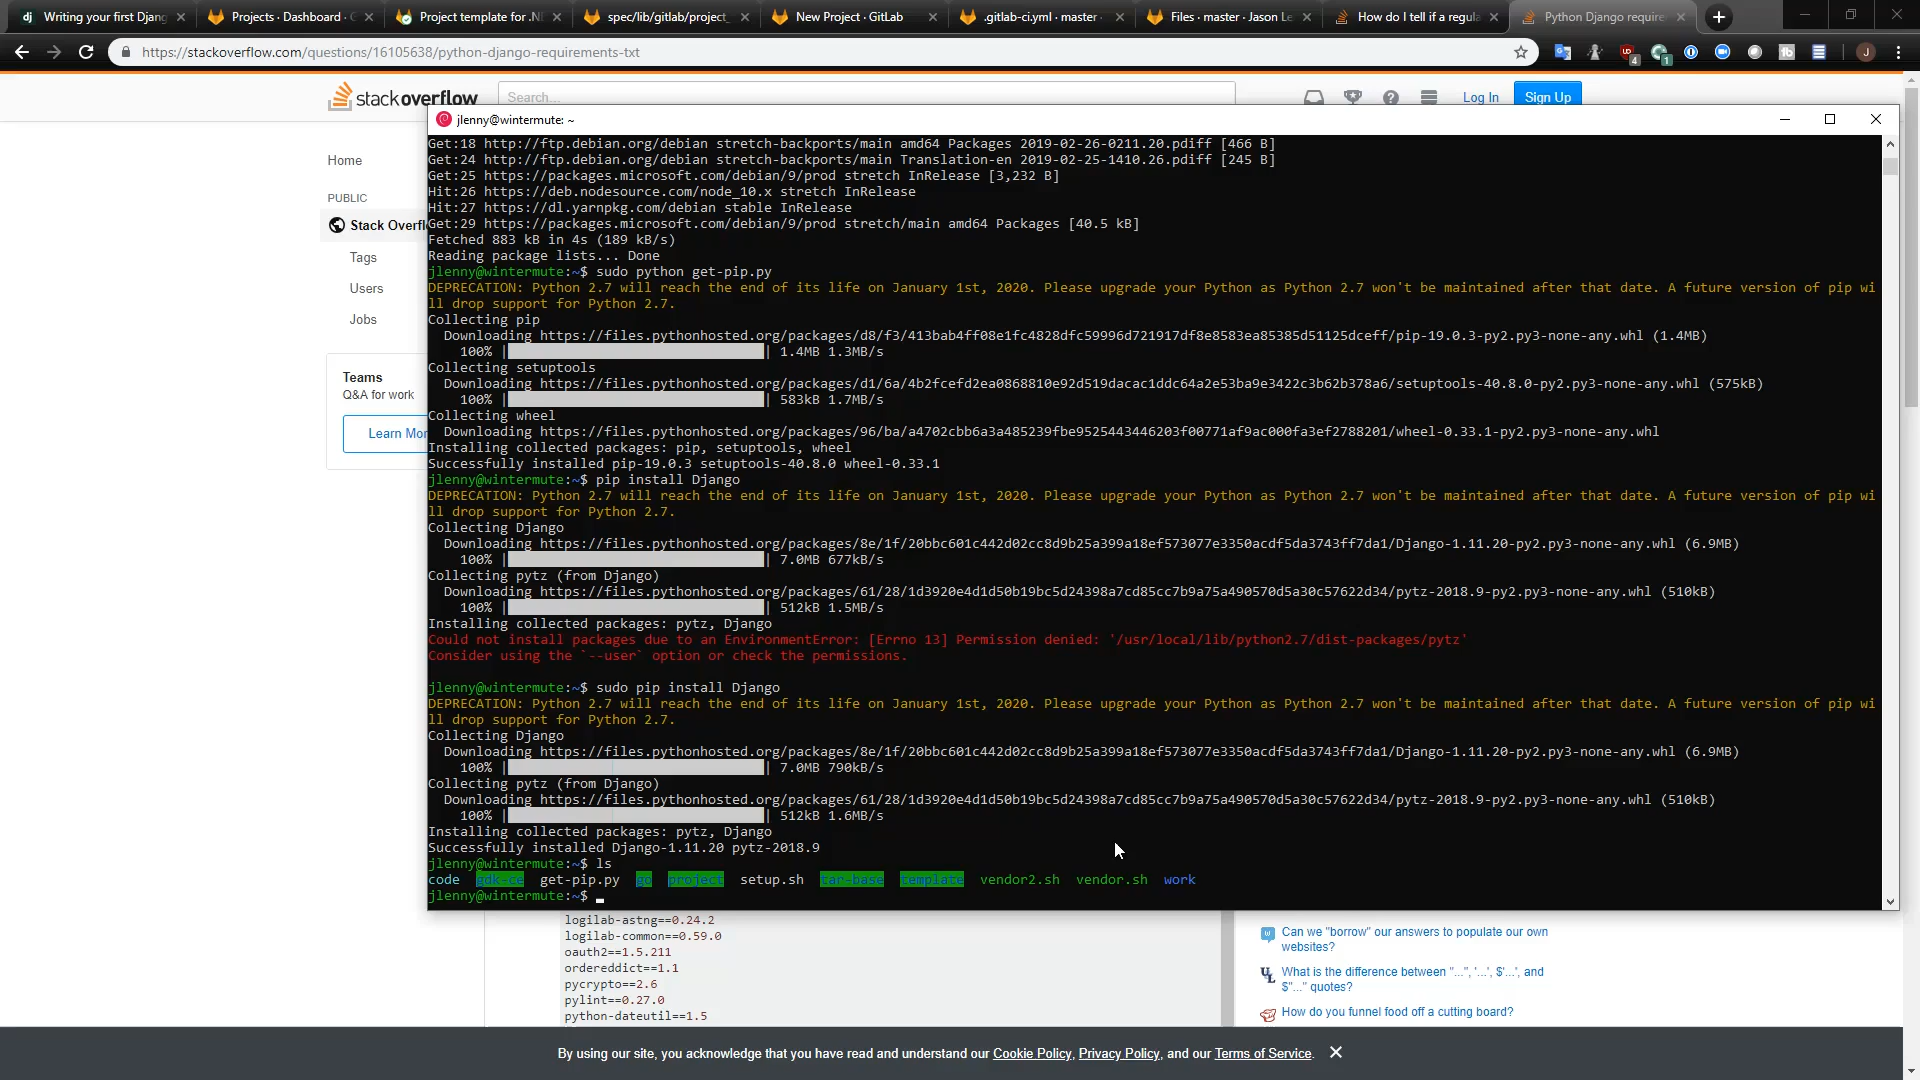 Writing your first Djang
Projects · Dashboard · G
Project template for .NE
spec/lib/gitlab/project_
New Project · GitLab
.gitlab-ci.yml · master ·
Files · master · Jason Le
How do I tell if a regula
Python Django require
https://stackoverflow.com/questions/16105638/python-django-requirements-txt
stackoverflow
Search...
Log In
Sign Up
Home
PUBLIC
Stack Overfl
Tags
Users
Jobs
Teams
Q&A for work
Learn Mor
jlenny@wintermute: ~
Get:18 http://ftp.debian.org/debian stretch-backports/main amd64 Packages 2019-02-26-0211.20.pdiff [466 B]
Get:24 http://ftp.debian.org/debian stretch-backports/main Translation-en 2019-02-25-1410.26.pdiff [245 B]
Get:25 https://packages.microsoft.com/debian/9/prod stretch InRelease [3,232 B]
Hit:26 https://deb.nodesource.com/node_10.x stretch InRelease
Hit:27 https://dl.yarnpkg.com/debian stable InRelease
Get:29 https://packages.microsoft.com/debian/9/prod stretch/main amd64 Packages [40.5 kB]
Fetched 883 kB in 4s (189 kB/s)
Reading package lists... Done
jlenny@wintermute:~$ sudo python get-pip.py
DEPRECATION: Python 2.7 will reach the end of its life on January 1st, 2020. Please upgrade your Python as Python 2.7 won't be maintained after that date. A future version of pip wi
ll drop support for Python 2.7.
Collecting pip
Downloading https://files.pythonhosted.org/packages/d8/f3/413bab4ff08e1fc4828dfc59996d721917df8e8583ea85385d51125dceff/pip-19.0.3-py2.py3-none-any.whl (1.4MB)
100% |████████████████████████████████| 1.4MB 1.3MB/s
Collecting setuptools
Downloading https://files.pythonhosted.org/packages/d1/6a/4b2fcefd2ea0868810e92d519dacac1ddc64a2e53ba9e3422c3b62b378a6/setuptools-40.8.0-py2.py3-none-any.whl (575kB)
100% |████████████████████████████████| 583kB 1.7MB/s
Collecting wheel
Downloading https://files.pythonhosted.org/packages/96/ba/a4702cbb6a3a485239fbe9525443446203f00771af9ac000fa3ef2788201/wheel-0.33.1-py2.py3-none-any.whl
Installing collected packages: pip, setuptools, wheel
Successfully installed pip-19.0.3 setuptools-40.8.0 wheel-0.33.1
jlenny@wintermute:~$ pip install Django
DEPRECATION: Python 2.7 will reach the end of its life on January 1st, 2020. Please upgrade your Python as Python 2.7 won't be maintained after that date. A future version of pip wi
ll drop support for Python 2.7.
Collecting Django
Downloading https://files.pythonhosted.org/packages/8e/1f/20bbc601c442d02cc8d9b25a399a18ef573077e3350acdf5da3743ff7da1/Django-1.11.20-py2.py3-none-any.whl (6.9MB)
100% |████████████████████████████████| 7.0MB 677kB/s
Collecting pytz (from Django)
Downloading https://files.pythonhosted.org/packages/61/28/1d3920e4d1d50b19bc5d24398a7cd85cc7b9a75a490570d5a30c57622d34/pytz-2018.9-py2.py3-none-any.whl (510kB)
100% |████████████████████████████████| 512kB 1.5MB/s
Installing collected packages: pytz, Django
Could not install packages due to an EnvironmentError: [Errno 13] Permission denied: '/usr/local/lib/python2.7/dist-packages/pytz'
Consider using the `--user` option or check the permissions.
jlenny@wintermute:~$ sudo pip install Django
DEPRECATION: Python 2.7 will reach the end of its life on January 1st, 2020. Please upgrade your Python as Python 2.7 won't be maintained after that date. A future version of pip wi
ll drop support for Python 2.7.
Collecting Django
Downloading https://files.pythonhosted.org/packages/8e/1f/20bbc601c442d02cc8d9b25a399a18ef573077e3350acdf5da3743ff7da1/Django-1.11.20-py2.py3-none-any.whl (6.9MB)
100% |████████████████████████████████| 7.0MB 790kB/s
Collecting pytz (from Django)
Downloading https://files.pythonhosted.org/packages/61/28/1d3920e4d1d50b19bc5d24398a7cd85cc7b9a75a490570d5a30c57622d34/pytz-2018.9-py2.py3-none-any.whl (510kB)
100% |████████████████████████████████| 512kB 1.6MB/s
Installing collected packages: pytz, Django
Successfully installed Django-1.11.20 pytz-2018.9
jlenny@wintermute:~$ ls
code gdk-ce get-pip.py go project setup.sh tar-base template vendor2.sh vendor.sh work
jlenny@wintermute:~$
logilab-astng==0.24.2
logilab-common==0.59.0
oauth2==1.5.211
ordereddict==1.1
pycrypto==2.6
pylint==0.27.0
python-dateutil==1.5
Can we "borrow" our answers to populate our own
websites?
What is the difference between "...", '...', $'...', and
$"..." quotes?
How do you funnel food off a cutting board?
By using our site, you acknowledge that you have read and understand our Cookie Policy, Privacy Policy, and our Terms of Service.